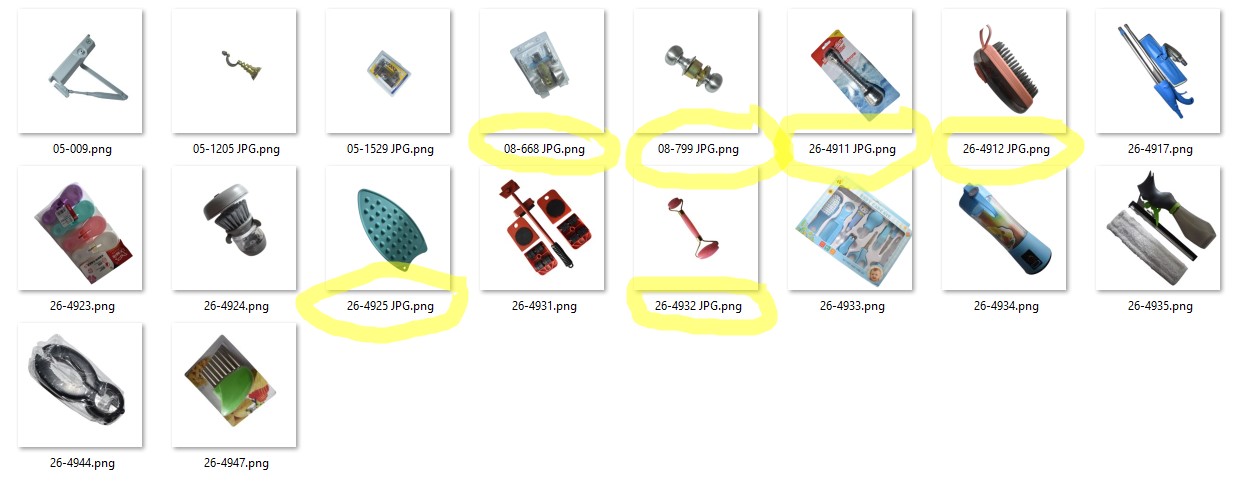 05-009.png
05-1205 JPG.png
05-1529 JPG.png
08-668 JPG.png
08-799 JPG.png
26-4911 JPG.png
26-4912 JPG.png
26-4917.png
26-4923.png
26-4924.png
26-4925 JPG.png
26-4931.png
26-4932 JPG.png
26-4933.png
26-4934.png
26-4935.png
26-4944.png
26-4947.png